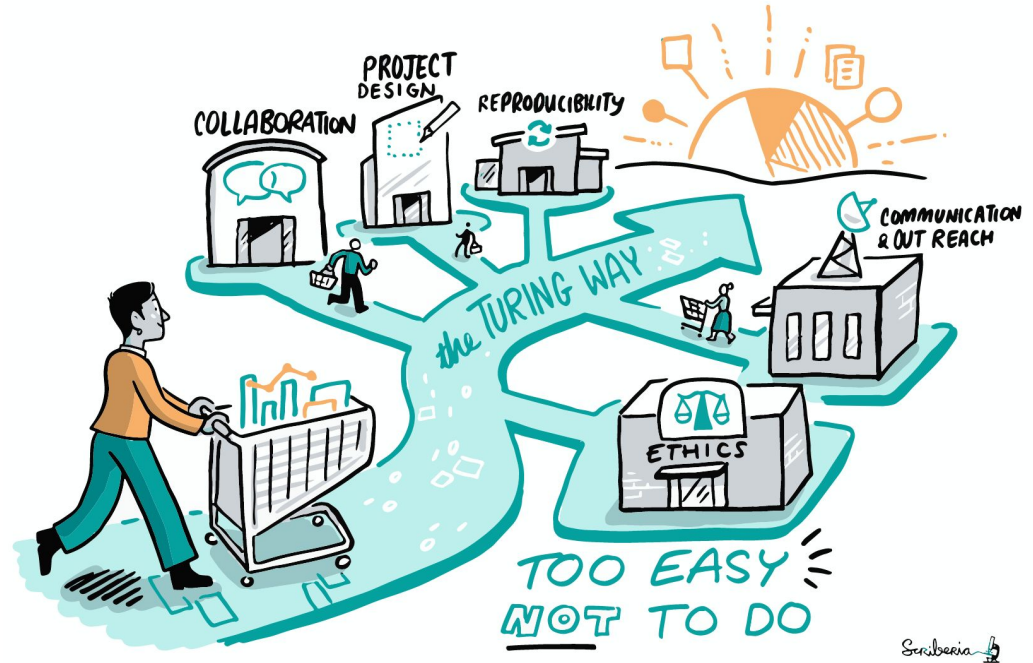 PROJECT
DESIGN
COLLABORATION
REPRODUCIBILITY
COMMUNICATION
& OUT REACH
the TURING WAY
ETHICS
TOO EASY
NOT TO DO
Scriberia